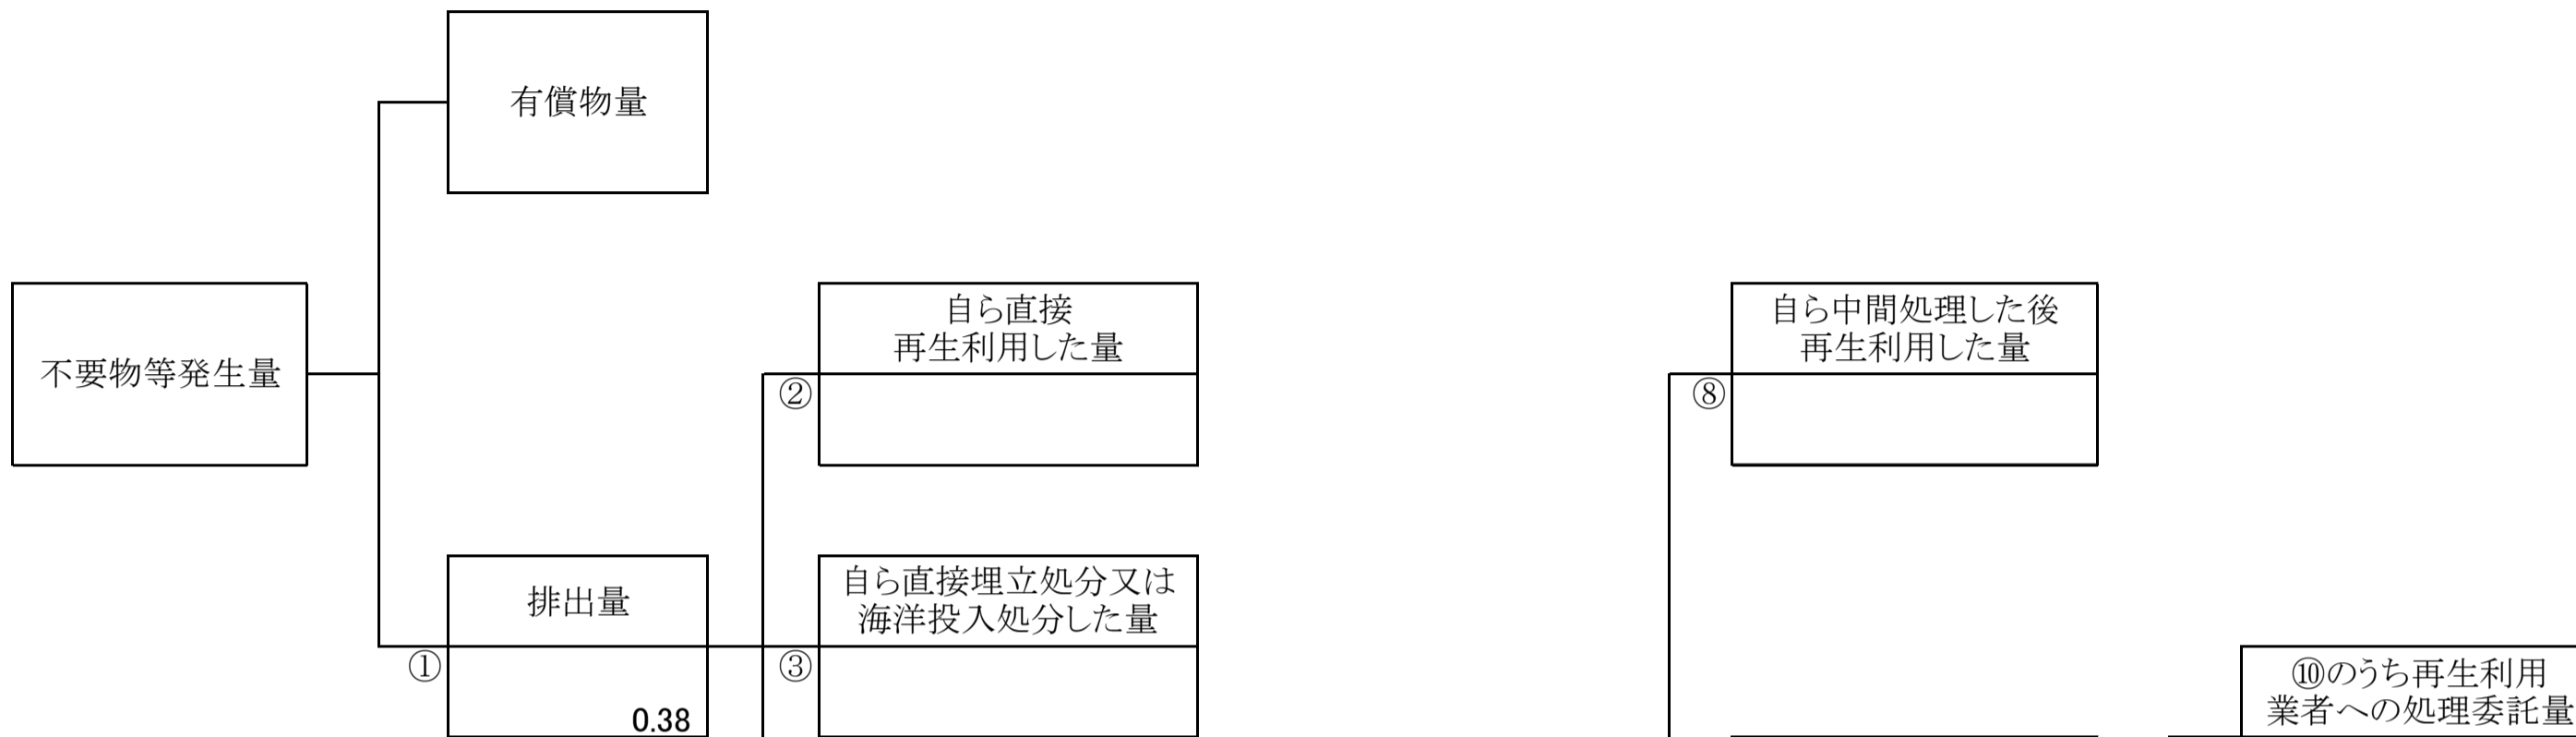 有償物量
不要物等発生量
自ら直接
再生利用した量
②
自ら中間処理した後
再生利用した量
⑧
排出量
①
0.38
自ら直接埋立処分又は
海洋投入処分した量
③
⑩のうち再生利用
業者への処理委託量